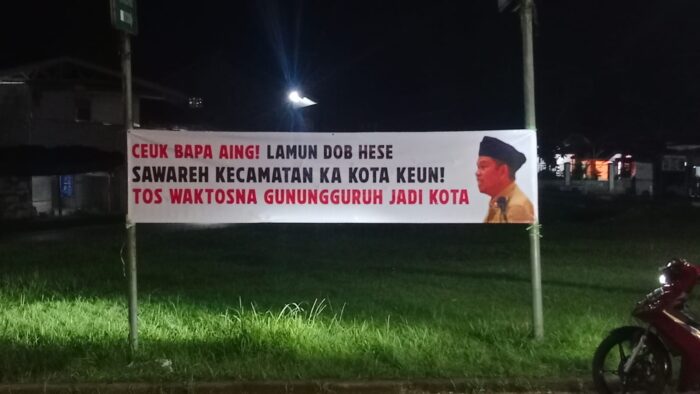 CEUK BAPA AING! LAMUN DOB HESE
SAWAREH KECAMATAN KA KOTA KEUN!
TOS WAKTOSNA GUNUNGGURUH JADI KOTA